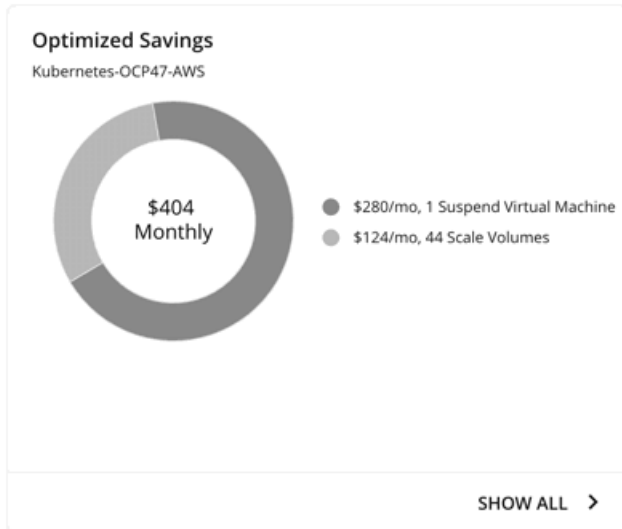 Optimized Savings
Kubernetes-OCP47-AWS
$404
Monthly
$280/mo, 1 Suspend Virtual Machine
$124/mo, 44 Scale Volumes
SHOW ALL